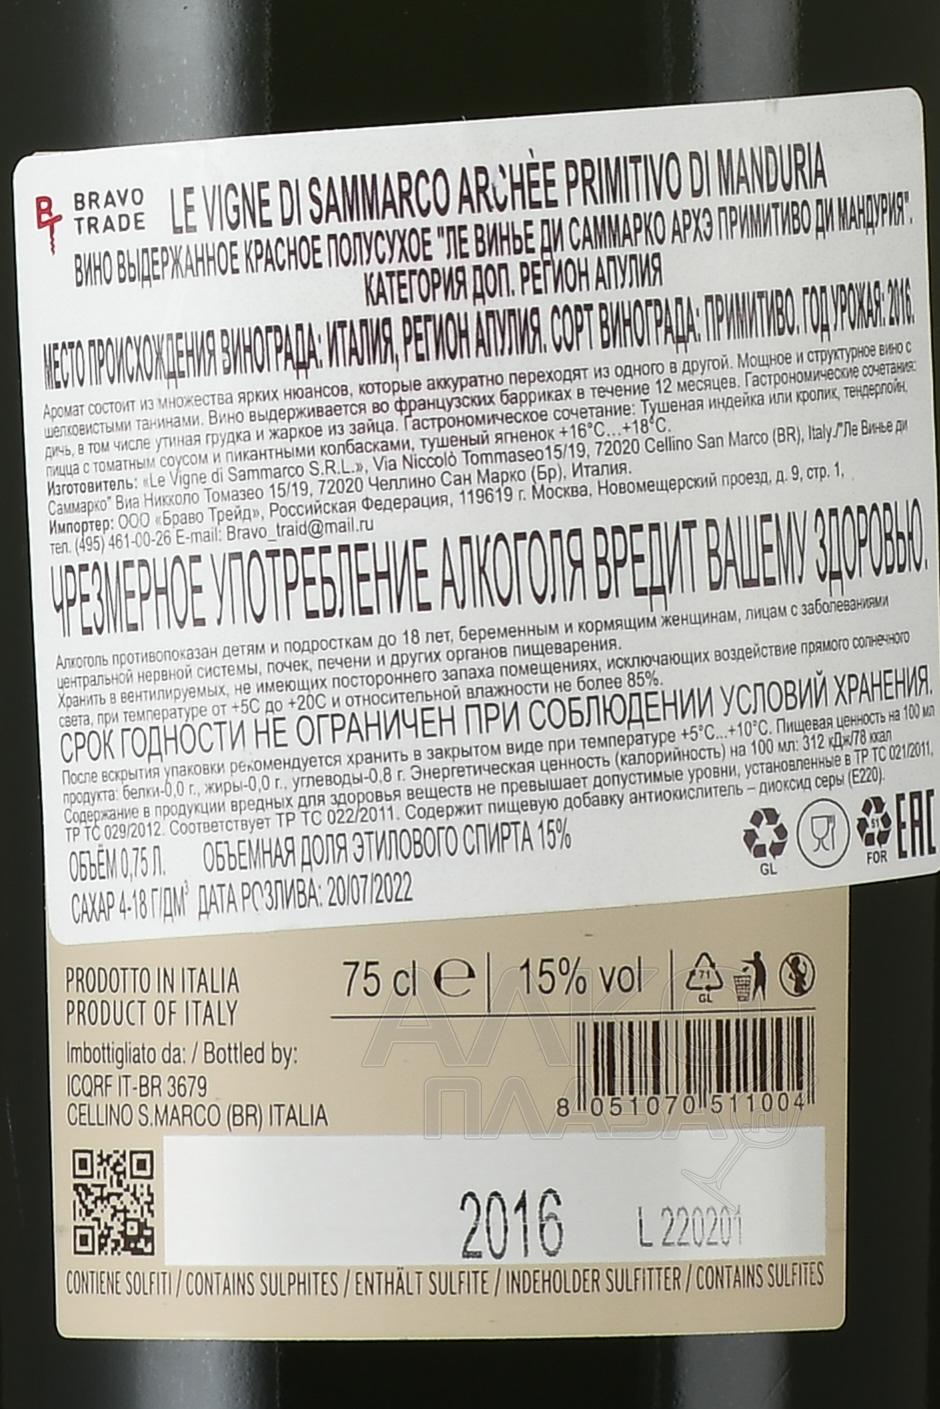 BRAVO
TRADE
LE VIGNE DI SAMMARCO ARCHÈE PRIMITIVO DI MANDURIA
ВИНО ВЫДЕРЖАННОЕ КРАСНОЕ ПОЛУСУХОЕ "ЛЕ ВИНЬЕ ДИ САММАРКО АРХЭ ПРИМИТИВО ДИ МАНДУРИЯ".
КАТЕГОРИЯ ДОП. РЕГИОН АПУЛИЯ
МЕСТО ПРОИСХОЖДЕНИЯ ВИНОГРАДА: ИТАЛИЯ, РЕГИОН АПУЛИЯ. СОРТ ВИНОГРАДА: ПРИМИТИВО. ГОД УРОЖАЯ: 2016.
Аромат состоит из множества ярких нюансов, которые аккуратно переходят из одного в другой. Мощное и структурное вино с
шелковистыми танинами. Вино выдерживается во французских барриках в течение 12 месяцев. Гастрономические сочетания:
дичь, в том числе утиная грудка и жаркое из зайца. Гастрономическое сочетание: Тушеная индейка или кролик, тендерлойн,
пицца с томатным соусом и пикантными колбасками, тушеный ягненок +16°С...+18°С.
Изготовитель: «Le Vigne di Sammarco S.R.L.», Via Niccolò Tommaseo15/19, 72020 Cellino San Marco (BR), Italy./"Ле Винье ди
Саммарко" Виа Никколо Томазео 15/19, 72020 Челлино Сан Марко (Бр), Италия.
Импортер: ООО «Браво Трейд», Российская Федерация, 119619 г. Москва, Новомещерский проезд, д. 9, стр. 1,
тел. (495) 461-00-26 E-mail: Bravo_traid@mail.ru
ЧРЕЗМЕРНОЕ УПОТРЕБЛЕНИЕ АЛКОГОЛЯ ВРЕДИТ ВАШЕМУ ЗДОРОВЬЮ.
Алкоголь противопоказан детям и подросткам до 18 лет, беременным и кормящим женщинам, лицам с заболеваниями
центральной нервной системы, почек, печени и других органов пищеварения.
Хранить в вентилируемых, не имеющих постороннего запаха помещениях, исключающих воздействие прямого солнечного
света, при температуре от +5С до +20С и относительной влажности не более 85%.
СРОК ГОДНОСТИ НЕ ОГРАНИЧЕН ПРИ СОБЛЮДЕНИИ УСЛОВИЙ ХРАНЕНИЯ.
После вскрытия упаковки рекомендуется хранить в закрытом виде при температуре +5°С...+10°С. Пищевая ценность на 100 мл
продукта: белки-0,0 г., жиры-0,0 г., углеводы-0,8 г. Энергетическая ценность (калорийность) на 100 мл: 312 кДж/78 ккал
Содержание в продукции вредных для здоровья веществ не превышает допустимые уровни, установленные в ТР ТС 021/2011,
ТР ТС 029/2012. Соответствует ТР ТС 022/2011. Содержит пищевую добавку антиокислитель – диоксид серы (Е220).
ОБЪЁМ 0,75 Л. ОБЪЕМНАЯ ДОЛЯ ЭТИЛОВОГО СПИРТА 15%
САХАР 4-18 Г/ДМ³ ДАТА РОЗЛИВА: 20/07/2022
GL 51 FOR EAC
PRODOTTO IN ITALIA
PRODUCT OF ITALY
75 cl e 15% vol
71
GL
Imbottigliato da: / Bottled by:
ICQRF IT-BR 3679
CELLINO S.MARCO (BR) ITALIA
8 051070 511004
АЛКО
ПЛАЗА.ru
2016 L 220201
CONTIENE SOLFITI / CONTAINS SULPHITES / ENTHÄLT SULFITE / INDEHOLDER SULFITTER / CONTAINS SULFITES